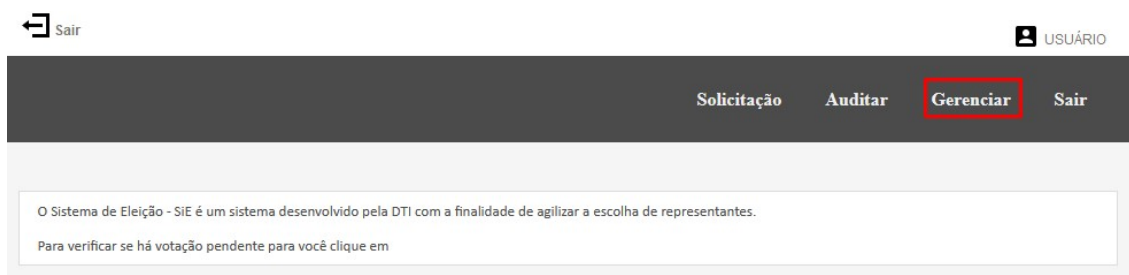 Sair
USUÁRIO
Solicitação Auditar Gerenciar Sair
O Sistema de Eleição - SiE é um sistema desenvolvido pela DTI com a finalidade de agilizar a escolha de representantes.
Para verificar se há votação pendente para você clique em